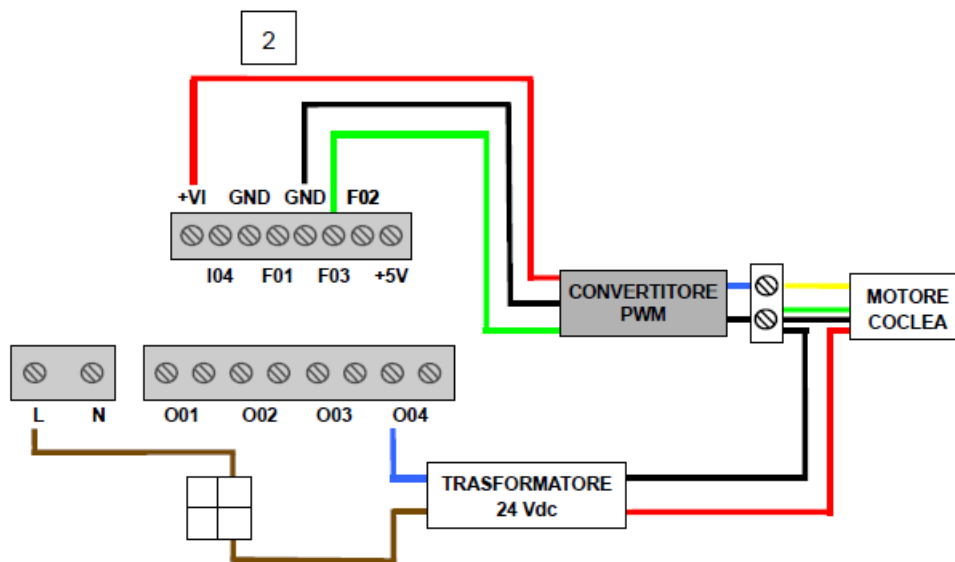 2
+VI GND GND F02
I04 F01 F03 +5V
CONVERTITORE
PWM
MOTORE
COCLEA
L N O01 O02 O03 O04
TRASFORMATORE
24 Vdc